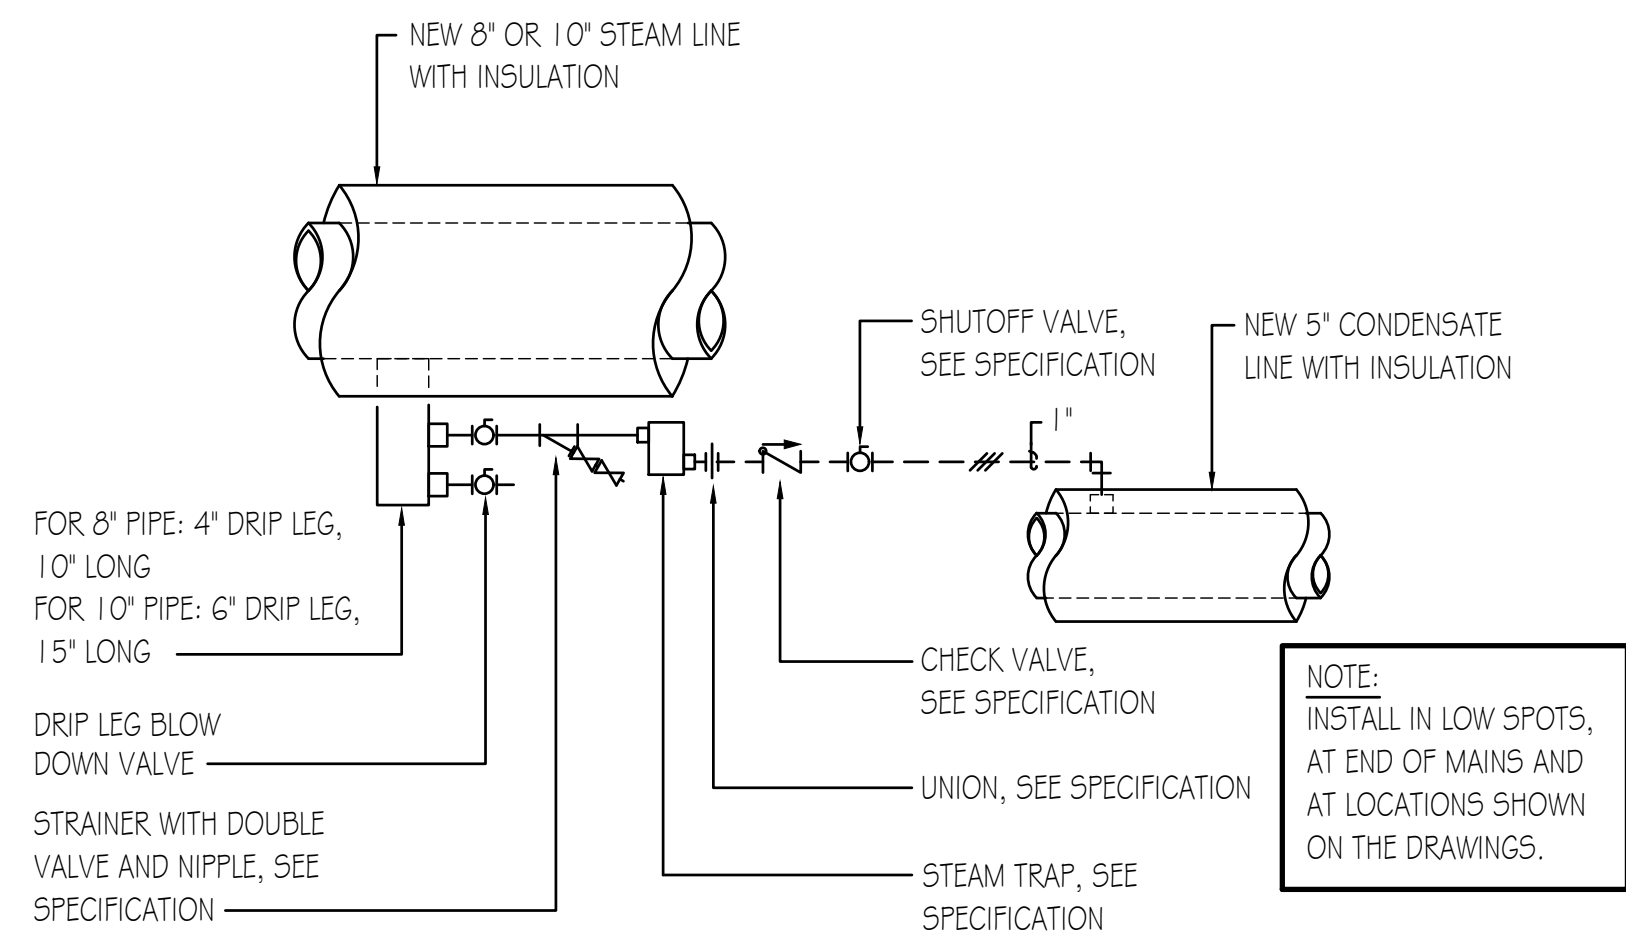 NEW 8" OR 10" STEAM LINE
WITH INSULATION
SHUTOFF VALVE,
SEE SPECIFICATION
NEW 5" CONDENSATE
LINE WITH INSULATION
1"
FOR 8" PIPE: 4" DRIP LEG,
10" LONG
FOR 10" PIPE: 6" DRIP LEG,
15" LONG
DRIP LEG BLOW
DOWN VALVE
STRAINER WITH DOUBLE
VALVE AND NIPPLE, SEE
SPECIFICATION
CHECK VALVE,
SEE SPECIFICATION
UNION, SEE SPECIFICATION
STEAM TRAP, SEE
SPECIFICATION
NOTE:
INSTALL IN LOW SPOTS,
AT END OF MAINS AND
AT LOCATIONS SHOWN
ON THE DRAWINGS.